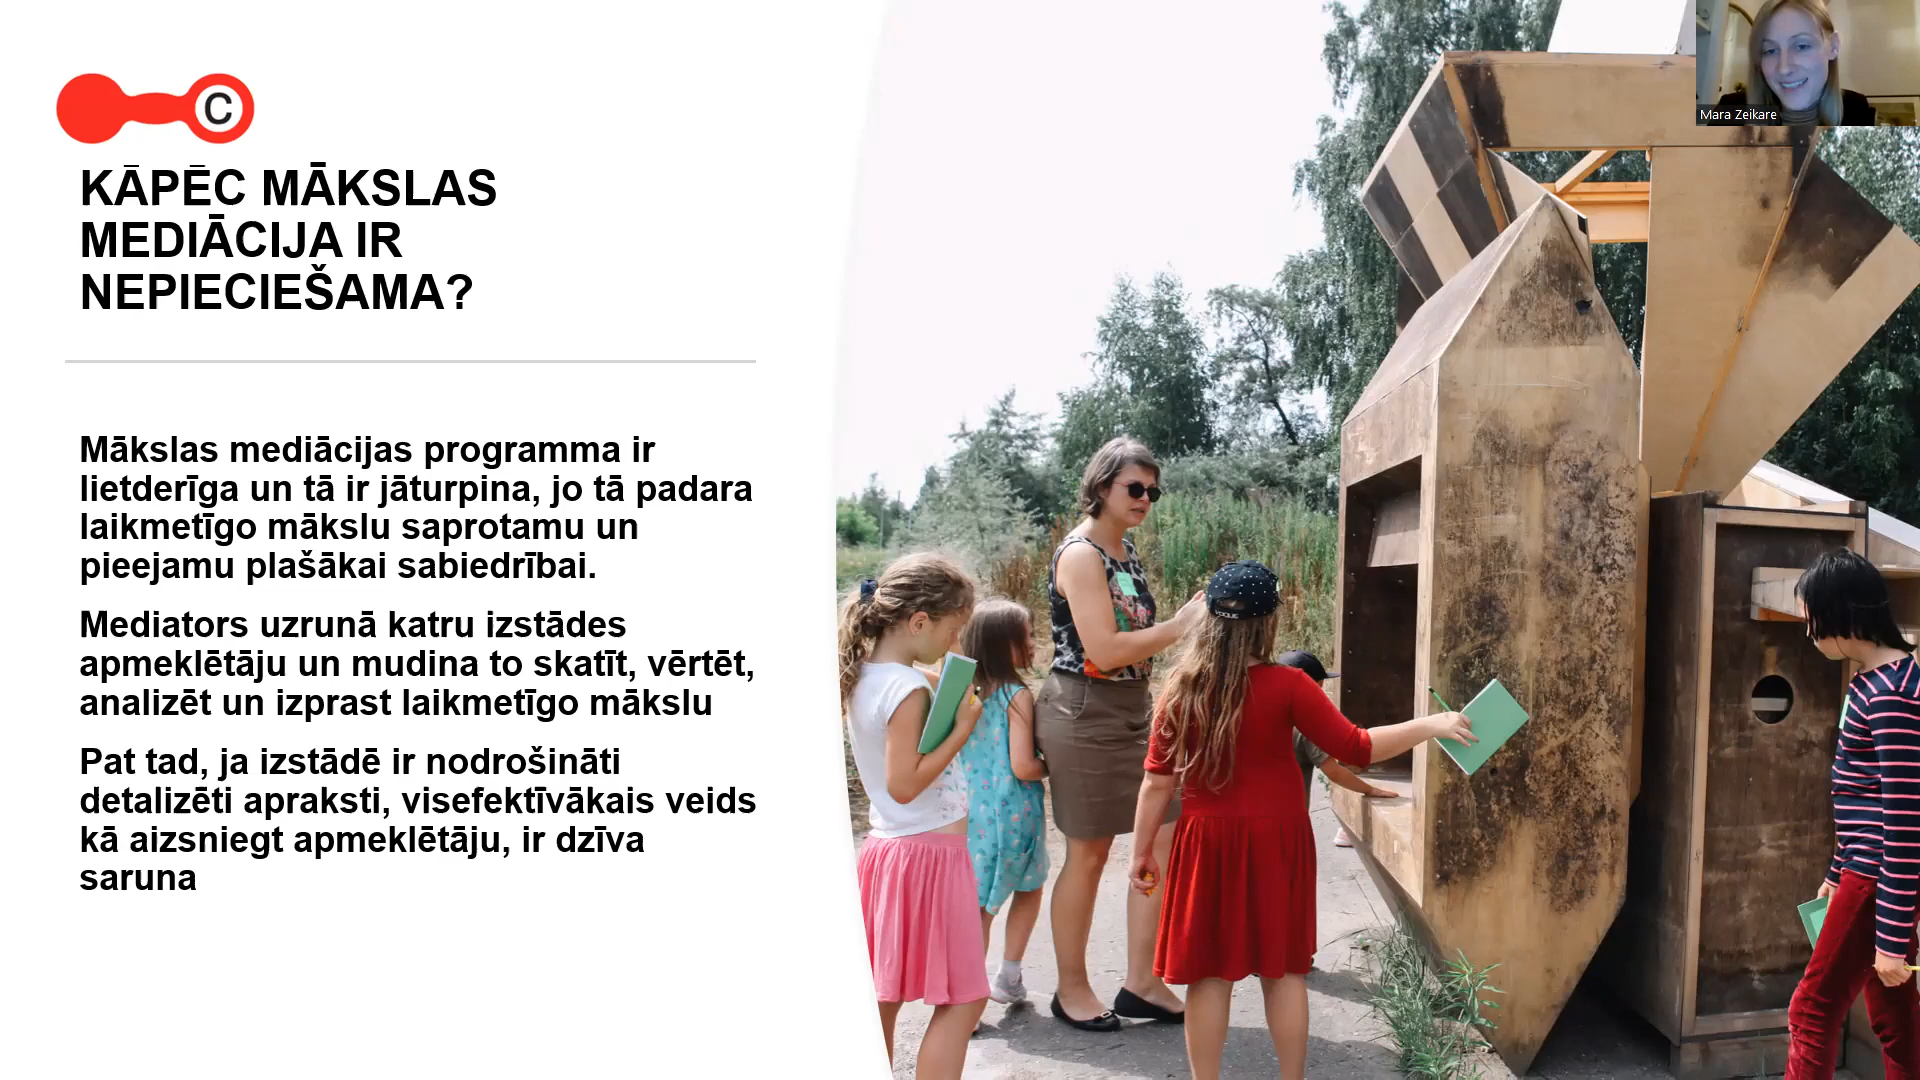 C
KĀPĒC MĀKSLAS
MEDIĀCIJA IR
NEPIECIEŠAMA?
Mākslas mediācijas programma ir
lietderīga un tā ir jāturpina, jo tā padara
laikmetīgo mākslu saprotamu un
pieejamu plašākai sabiedrībai.
Mediators uzrunā katru izstādes
apmeklētāju un mudina to skatīt, vērtēt,
analizēt un izprast laikmetīgo mākslu
Pat tad, ja izstādē ir nodrošināti
detalizēti apraksti, visefektīvākais veids
kā aizsniegt apmeklētāju, ir dzīva
saruna
Mara Zeikare